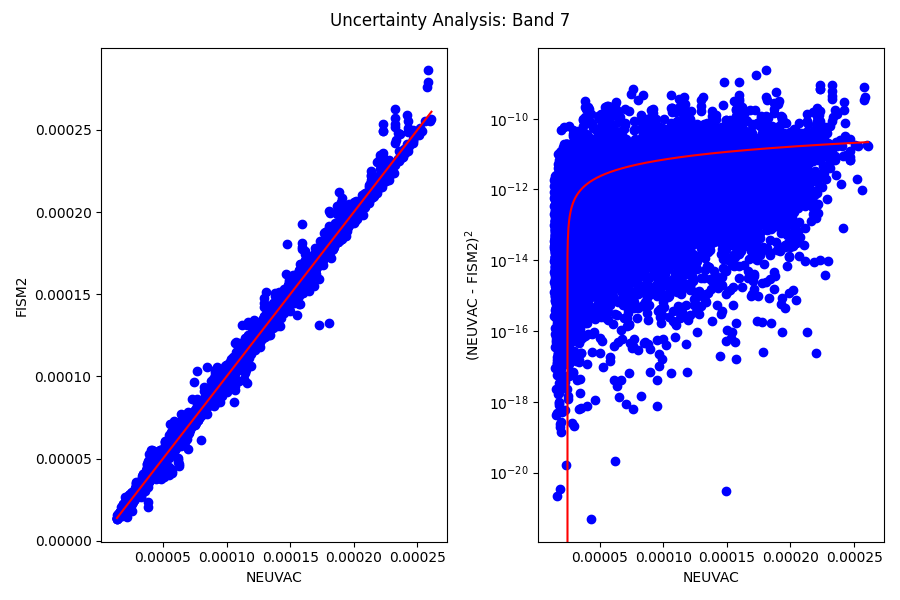 Uncertainty Analysis: Band 7
FISM2
0.00025
0.00020
0.00015
0.00010
0.00005
0.00000
0.00005 0.00010 0.00015 0.00020 0.00025
NEUVAC
(NEUVAC - FISM2)²
10⁻¹⁰
10⁻¹²
10⁻¹⁴
10⁻¹⁶
10⁻¹⁸
10⁻²⁰
0.00005 0.00010 0.00015 0.00020 0.00025
NEUVAC